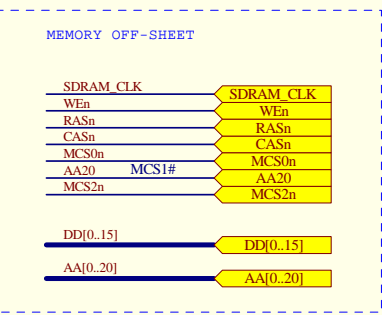 MEMORY OFF-SHEET
SDRAM_CLK SDRAM_CLK
WEn WEn
RASn RASn
CASn CASn
MCS0n MCS0n
AA20 MCS1# AA20
MCS2n MCS2n
DD[0..15] DD[0..15]
AA[0..20] AA[0..20]